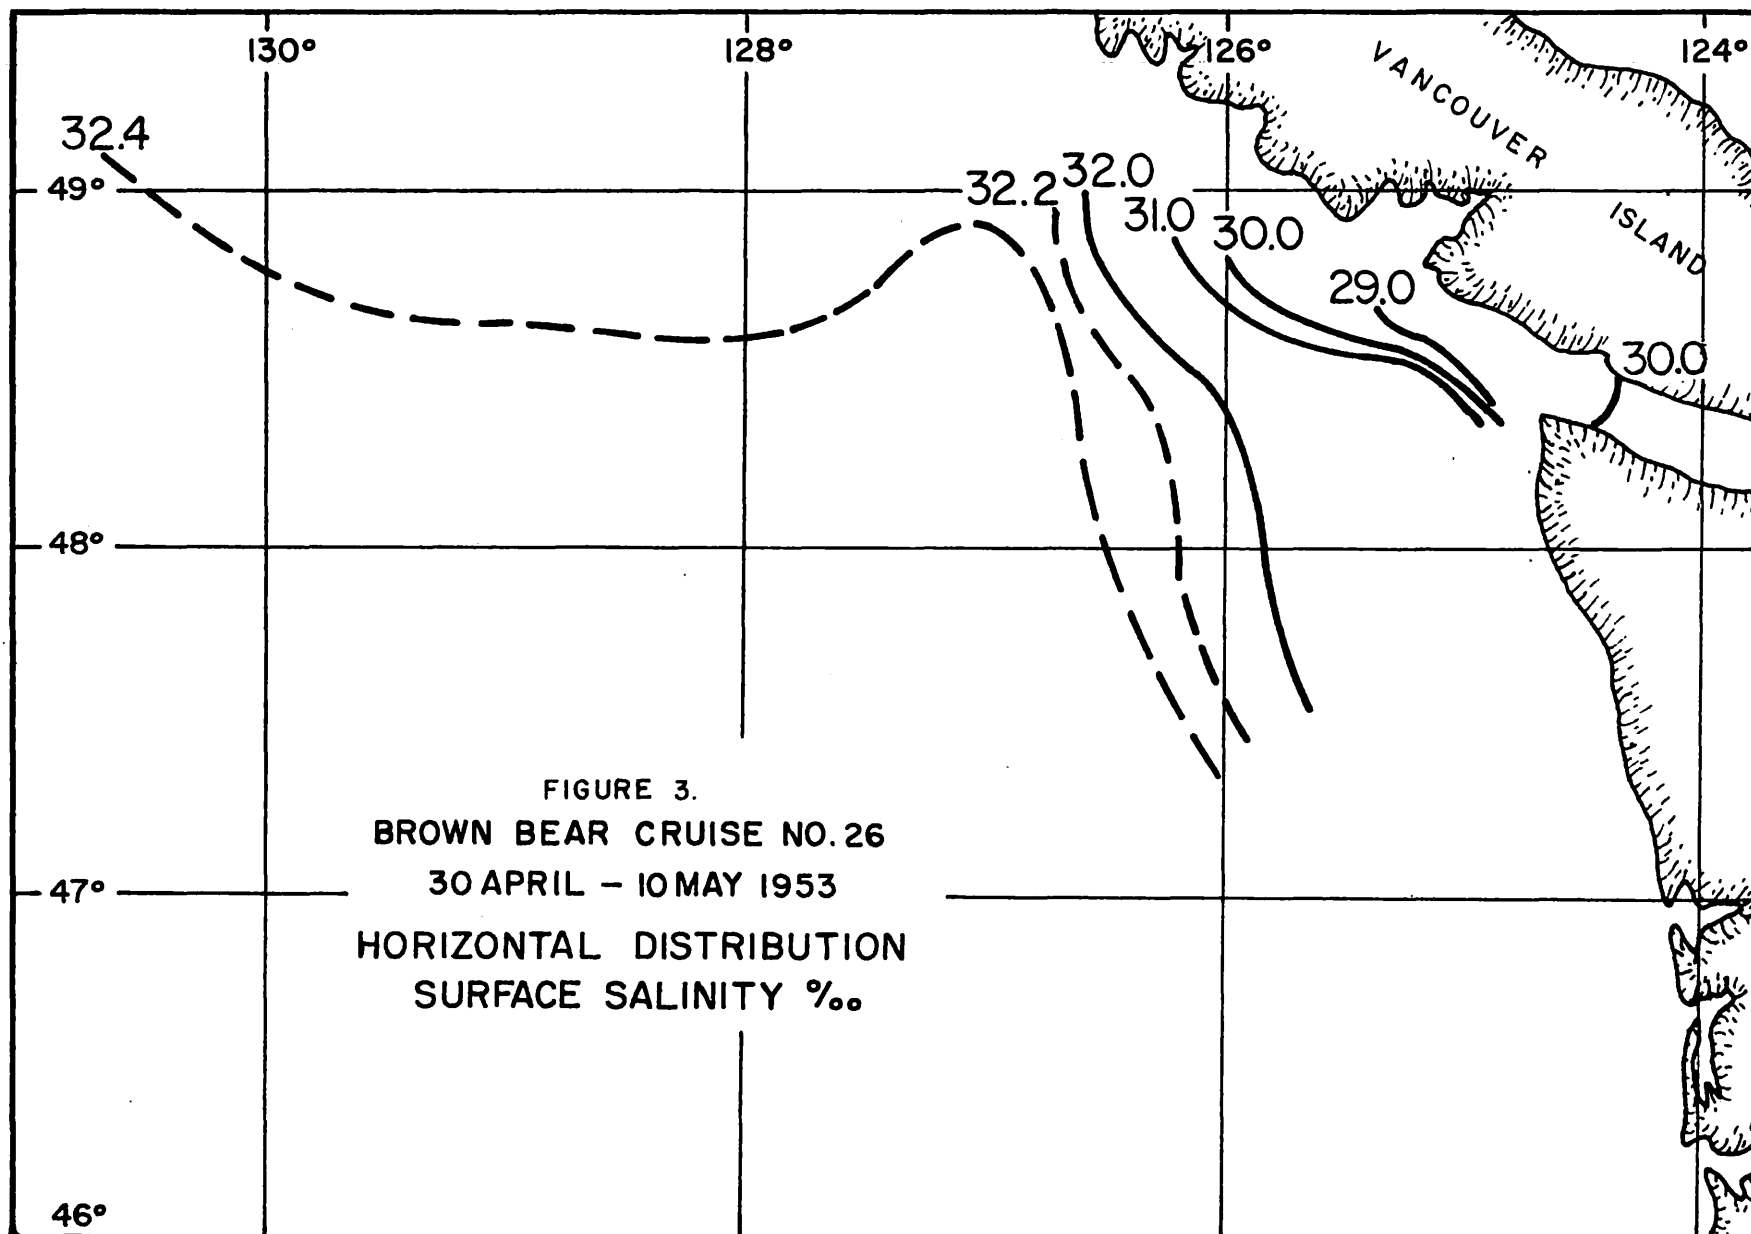 130° 128° 126° 124°
VANCOUVER
ISLAND
32.4
49°
32.2 32.0
31.0 30.0
29.0
30.0
48°
FIGURE 3.
BROWN BEAR CRUISE NO. 26
47°
30 APRIL – 10 MAY 1953
HORIZONTAL DISTRIBUTION
SURFACE SALINITY ‰
46°